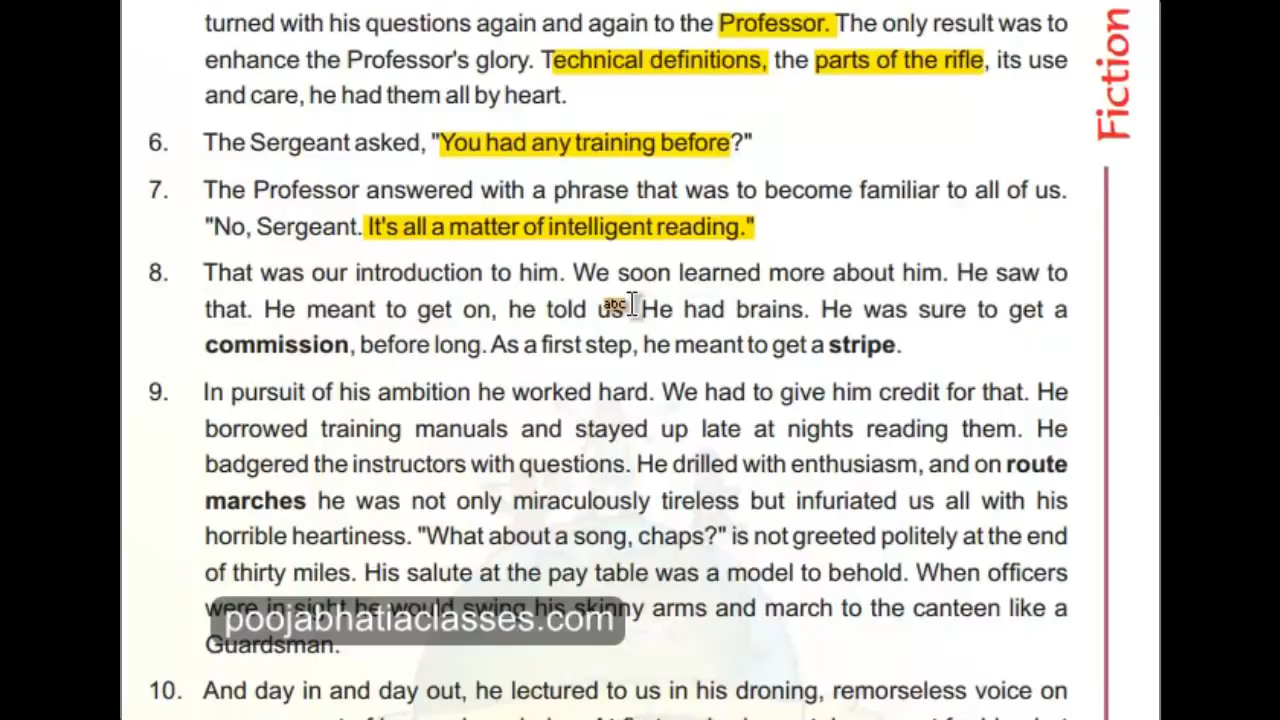 turned with his questions again and again to the Professor. The only result was to
enhance the Professor's glory. Technical definitions, the parts of the rifle, its use
and care, he had them all by heart.
6. The Sergeant asked, "You had any training before?"
7. The Professor answered with a phrase that was to become familiar to all of us.
"No, Sergeant. It's all a matter of intelligent reading."
8. That was our introduction to him. We soon learned more about him. He saw to
that. He meant to get on, he told us. He had brains. He was sure to get a
commission, before long. As a first step, he meant to get a stripe.
9. In pursuit of his ambition he worked hard. We had to give him credit for that. He
borrowed training manuals and stayed up late at nights reading them. He
badgered the instructors with questions. He drilled with enthusiasm, and on route
marches he was not only miraculously tireless but infuriated us all with his
horrible heartiness. "What about a song, chaps?" is not greeted politely at the end
of thirty miles. His salute at the pay table was a model to behold. When officers
were in sight he would swing his skinny arms and march to the canteen like a
Guardsman.
10. And day in and day out, he lectured to us in his droning, remorseless voice on
Fiction
abc
poojabhatiaclasses.com